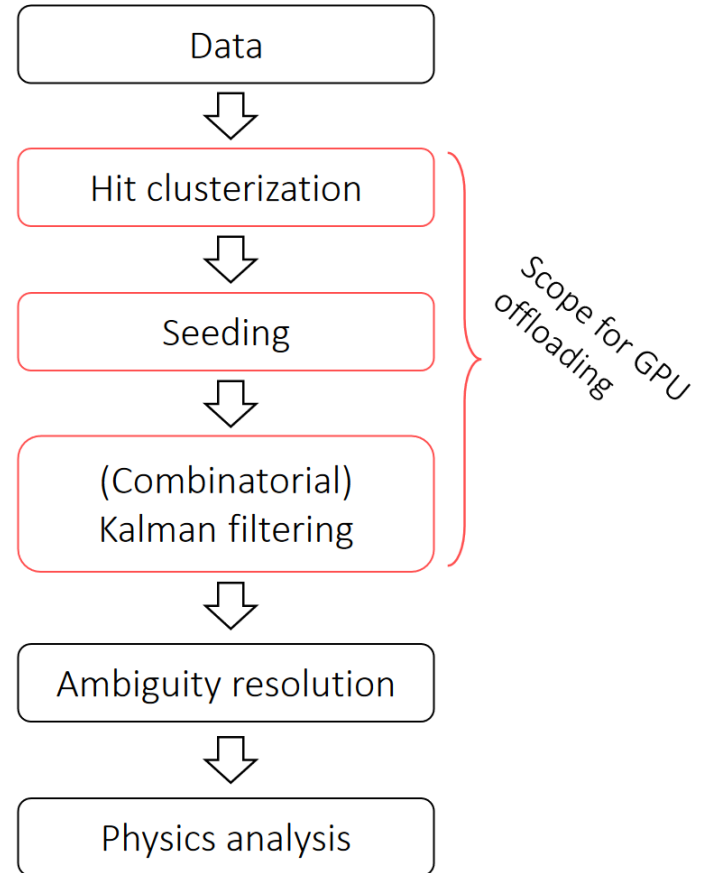 Data
Hit clusterization
Seeding
(Combinatorial)
Kalman filtering
Scope for GPU
offloading
Ambiguity resolution
Physics analysis